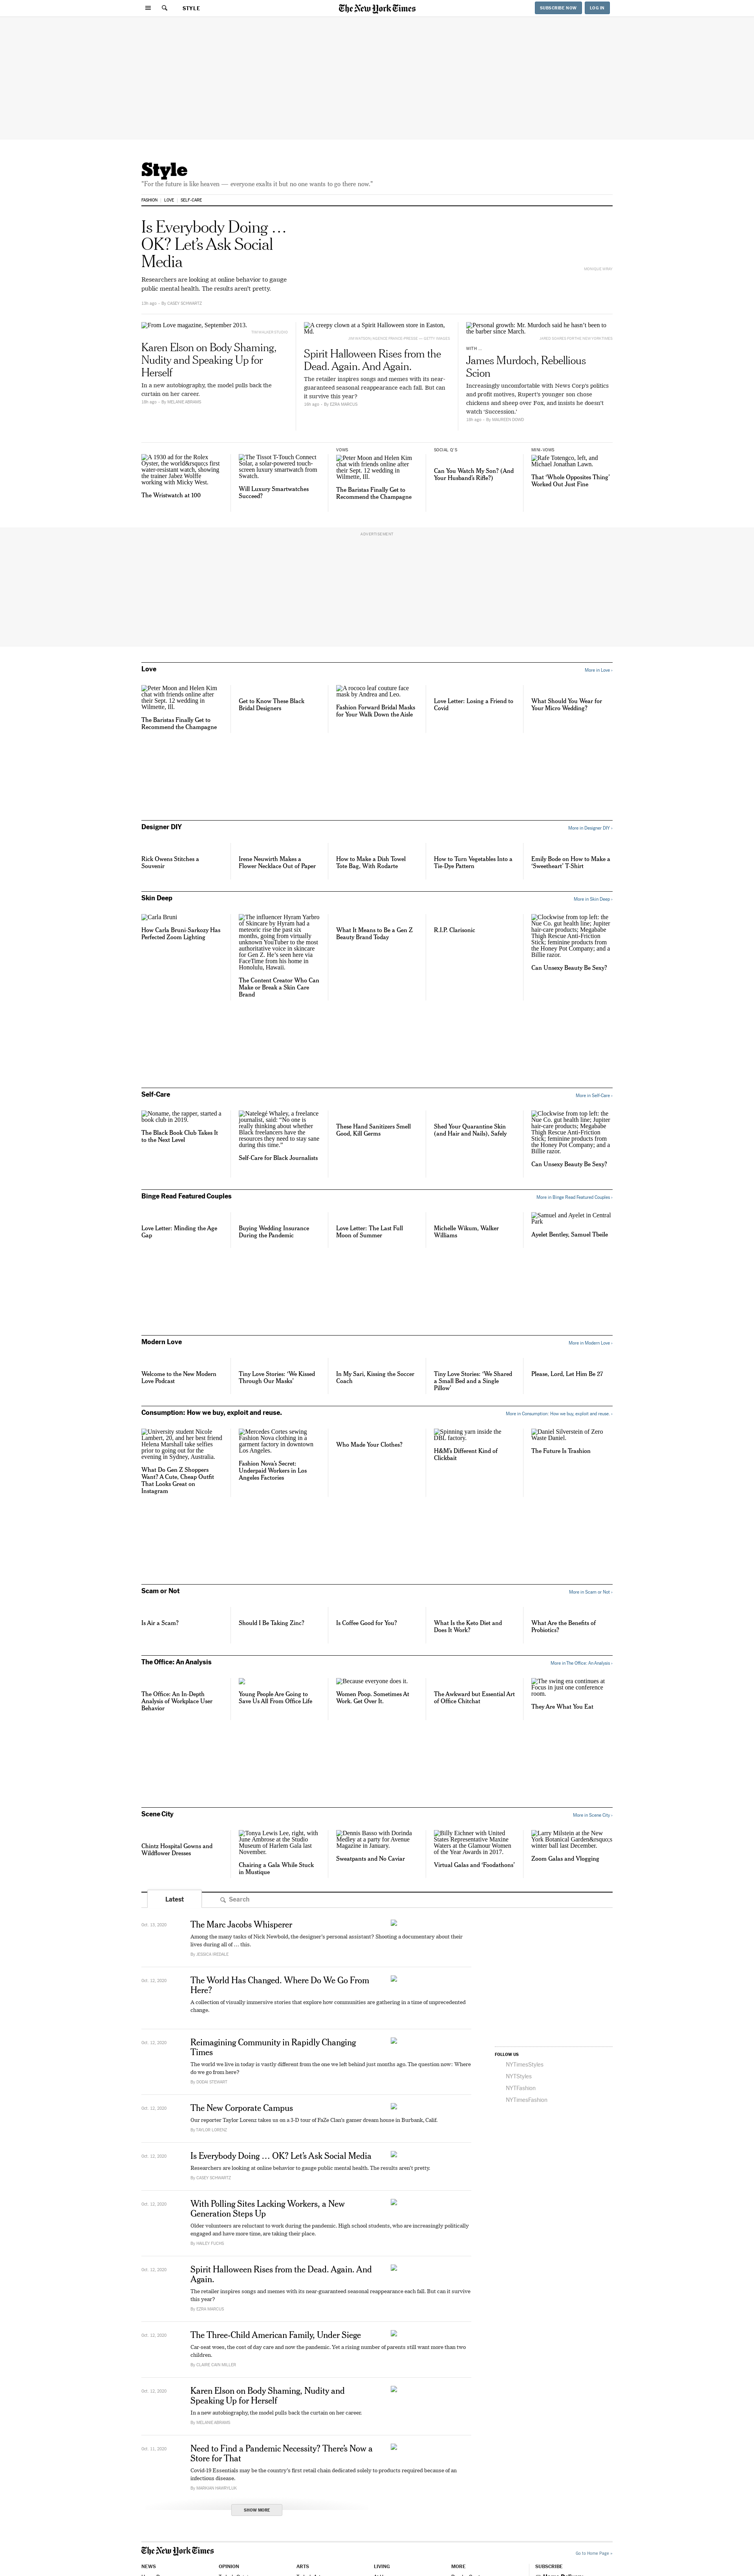 STYLE
The New York Times
SUBSCRIBE NOW
LOG IN
Style
"For the future is like heaven — everyone exalts it but no one wants to go there now."
FASHION
LOVE
SELF-CARE
Is Everybody Doing …
OK? Let's Ask Social
Media
Researchers are looking at online behavior to gauge
public mental health. The results aren't pretty.
12h ago · By CASEY SCHWARTZ
From Love magazine, September 2013.
Karen Elson on Body Shaming,
Nudity and Speaking Up for
Herself
In a new autobiography, the model pulls back the
curtain on her career.
By MELANIE ABRAMS
A creepy clown at a Spirit Halloween store in Easton,
Md.
Spirit Halloween Rises from the
Dead. Again. And Again.
The retailer inspires songs and memes with its near-
guaranteed seasonal reappearance each fall. But can
it survive this year?
By EZRA MARCUS
Personal growth: Mr. Murdoch said he hasn't been to
the barber since March.
WITH …
James Murdoch, Rebellious
Scion
Increasingly uncomfortable with News Corp's politics
and profit motives, Rupert's younger son chose
chickens and sheep over Fox, and insists he doesn't
watch 'Succession.'
By MAUREEN DOWD
A 1930 ad for the Rolex
Oyster, the world&rsqucs first
water-resistant watch, showing
the trainer Jabez Wolffe
working with Micky West.
The Wristwatch at 100
The Tissot T-Touch Connect
Solar, a solar-powered touch-
screen luxury smartwatch from
Swatch.
Will Luxury Smartwatches
Succeed?
VOWS
Peter Moon and Helen Kim
chat with friends online after
their Sept. 12 wedding in
Wilmette, Ill.
The Baristas Finally Get to
Recommend the Champagne
SOCIAL Q'S
Can You Watch My Son? (And
Your Husband's Rifle?)
MINI-VOWS
Rafe Totengco, left, and
Michael Jonathan Lawn.
That 'Whole Opposites Thing'
Worked Out Just Fine
ADVERTISEMENT
Love
More in Love ›
Peter Moon and Helen Kim
chat with friends online after
their Sept. 12 wedding in
Wilmette, Ill.
The Baristas Finally Get to
Recommend the Champagne
Get to Know These Black
Bridal Designers
A rococo leaf couture face
mask by Andrea and Leo.
Fashion Forward Bridal Masks
for Your Walk Down the Aisle
Love Letter: Losing a Friend to
Covid
What Should You Wear for
Your Micro Wedding?
Designer DIY
More in Designer DIY ›
Rick Owens Stitches a
Souvenir
Irene Neuwirth Makes a
Flower Necklace Out of Paper
How to Make a Dish Towel
Tote Bag, With Rodarte
How to Turn Vegetables Into a
Tie-Dye Pattern
Emily Bode on How to Make a
'Sweetheart' T-Shirt
Skin Deep
More in Skin Deep ›
Carla Bruni
How Carla Bruni-Sarkozy Has
Perfected Zoom Lighting
The influencer Hyram Yarbro
of Skincare by Hyram had a
meteoric rise the past six
months, going from virtually
unknown YouTuber to the most
authoritative voice in skincare
for Gen Z. He's seen here via
FaceTime from his home in
Honolulu, Hawaii.
The Content Creator Who Can
Make or Break a Skin Care
Brand
What It Means to Be a Gen Z
Beauty Brand Today
R.I.P. Clarisonic
Clockwise from top left: the
Nue Co. gut health line; Jupiter
hair-care products; Megababe
Thigh Rescue Anti-Friction
Stick; feminine products from
the Honey Pot Company; and a
Billie razor.
Can Unsexy Beauty Be Sexy?
Self-Care
More in Self-Care ›
Noname, the rapper, started a
book club in 2019.
The Black Book Club Takes It
to the Next Level
Natelegé Whaley, a freelance
journalist, said: "No one is
really thinking about whether
Black freelancers have the
resources they need to stay sane
during this time."
Self-Care for Black Journalists
These Hand Sanitizers Smell
Good, Kill Germs
Shed Your Quarantine Skin
(and Hair and Nails), Safely
Clockwise from top left: the
Nue Co. gut health line; Jupiter
hair-care products; Megababe
Thigh Rescue Anti-Friction
Stick; feminine products from
the Honey Pot Company; and a
Billie razor.
Can Unsexy Beauty Be Sexy?
Binge Read Featured Couples
More in Binge Read Featured Couples ›
Love Letter: Minding the Age
Gap
Buying Wedding Insurance
During the Pandemic
Love Letter: The Last Full
Moon of Summer
Michelle Wikum, Walker
Williams
Samuel and Ayelet in Central
Park
Ayelet Bentley, Samuel Tbeile
Modern Love
More in Modern Love ›
Welcome to the New Modern
Love Podcast
Tiny Love Stories: 'We Kissed
Through Our Masks'
In My Sari, Kissing the Soccer
Coach
Tiny Love Stories: 'We Shared
a Small Bed and a Single
Pillow'
Please, Lord, Let Him Be 27
Consumption: How we buy, exploit and reuse.
More in Consumption: How we buy, exploit and reuse. ›
University student Nicole
Lambert, 20, and her best friend
Helena Marshall take selfies
prior to going out for the
evening in Sydney, Australia.
What Do Gen Z Shoppers
Want? A Cute, Cheap Outfit
That Looks Great on
Instagram
Mercedes Cortes sewing
Fashion Nova clothing in a
garment factory in downtown
Los Angeles.
Fashion Nova's Secret:
Underpaid Workers in Los
Angeles Factories
Who Made Your Clothes?
Spinning yarn inside the
DBL factory.
H&M's Different Kind of
Clickbait
Daniel Silverstein of Zero
Waste Daniel.
The Future Is Trashion
Scam or Not
More in Scam or Not ›
Is Air a Scam?
Should I Be Taking Zinc?
Is Coffee Good for You?
What Is the Keto Diet and
Does It Work?
What Are the Benefits of
Probiotics?
The Office: An Analysis
More in The Office: An Analysis ›
The Office: An In-Depth
Analysis of Workplace User
Behavior
Young People Are Going to
Save Us All From Office Life
Because everyone does it.
Women Poop. Sometimes At
Work. Get Over It.
The Awkward but Essential Art
of Office Chitchat
The swing era continues at
Focus in just one conference
room.
They Are What You Eat
Scene City
More in Scene City ›
Chintz Hospital Gowns and
Wildflower Dresses
Tonya Lewis Lee, right, with
June Ambrose at the Studio
Museum of Harlem Gala last
November.
Chairing a Gala While Stuck
in Mustique
Dennis Basso with Dorinda
Medley at a party for Avenue
Magazine in January.
Sweatpants and No Caviar
Billy Eichner with United
States Representative Maxine
Waters at the Glamour Women
of the Year Awards in 2017.
Virtual Galas and 'Foodathons'
Larry Milstein at the New
York Botanical Garden&rsqucs
winter ball last December.
Zoom Galas and Vlogging
Latest
Search
Oct. 13, 2020
The Marc Jacobs Whisperer
Among the many tasks of Nick Newbold, the designer's personal assistant? Shooting a documentary about their
lives during all of … this.
By JESSICA IREDALE
Oct. 12, 2020
The World Has Changed. Where Do We Go From
Here?
A collection of visually immersive stories that explore how communities are gathering in a time of unprecedented
change.
Oct. 12, 2020
Reimagining Community in Rapidly Changing
Times
The world we live in today is vastly different from the one we left behind just months ago. The question now: Where
do we go from here?
By DODAI STEWART
FOLLOW US
NYTimesStyles
NYTStyles
NYTFashion
NYTimesFashion
Oct. 12, 2020
The New Corporate Campus
Our reporter Taylor Lorenz takes us on a 3-D tour of FaZe Clan's gamer dream house in Burbank, Calif.
By TAYLOR LORENZ
Oct. 12, 2020
Is Everybody Doing … OK? Let's Ask Social Media
Researchers are looking at online behavior to gauge public mental health. The results aren't pretty.
By CASEY SCHWARTZ
Oct. 12, 2020
With Polling Sites Lacking Workers, a New
Generation Steps Up
Older volunteers are reluctant to work during the pandemic. High school students, who are increasingly politically
engaged and have more time, are taking their place.
By HAILEY FUCHS
Oct. 12, 2020
Spirit Halloween Rises from the Dead. Again. And
Again.
The retailer inspires songs and memes with its near-guaranteed seasonal reappearance each fall. But can it survive
this year?
By EZRA MARCUS
Oct. 12, 2020
The Three-Child American Family, Under Siege
Car-seat woes, the cost of day care and now the pandemic. Yet a rising number of parents still want more than two
children.
By CLAIRE CAIN MILLER
Oct. 12, 2020
Karen Elson on Body Shaming, Nudity and
Speaking Up for Herself
In a new autobiography, the model pulls back the curtain on her career.
By MELANIE ABRAMS
Oct. 11, 2020
Need to Find a Pandemic Necessity? There's Now a
Store for That
Covid-19 Essentials may be the country's first retail chain dedicated solely to products required because of an
infectious disease.
By MARKIAN HAWRYLUK
SHOW MORE
The New York Times
Go to Home Page »
NEWS
OPINION
ARTS
LIVING
MORE
SUBSCRIBE